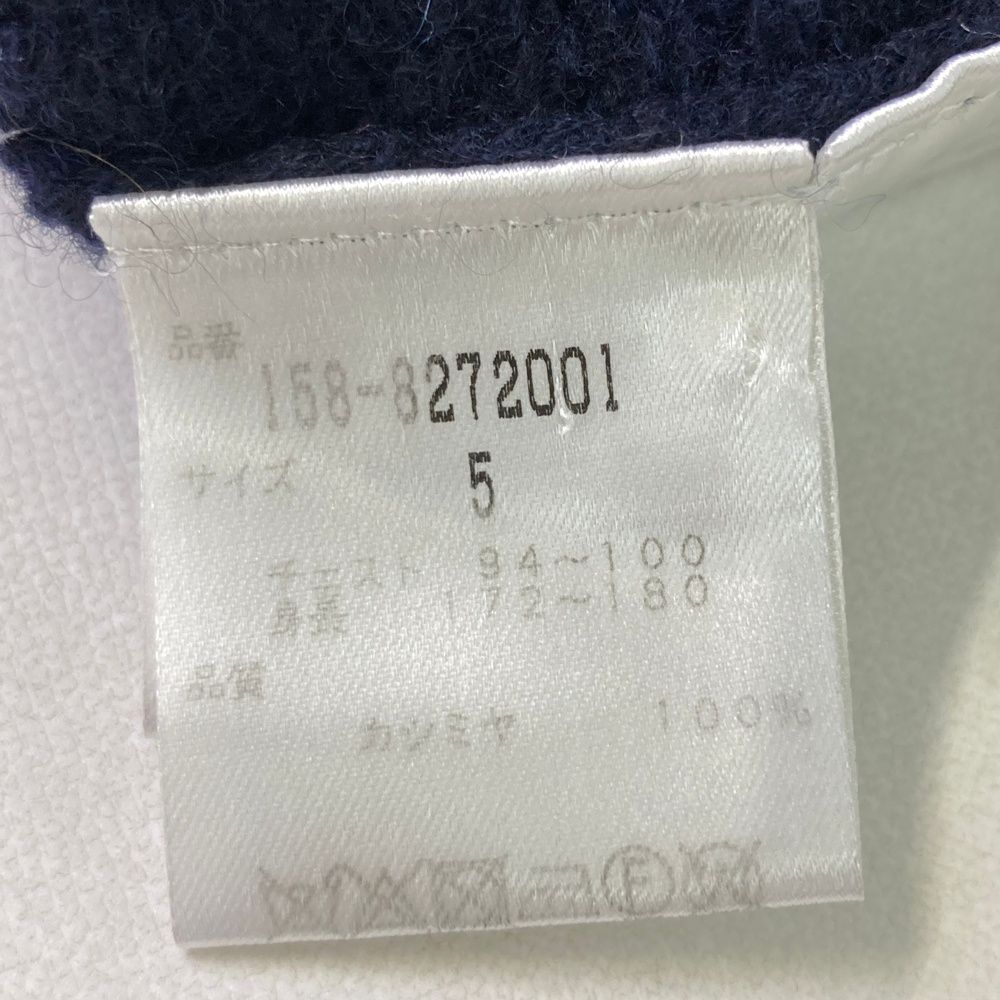 品番
158-8272001
サイズ 5
チェスト 94～100
身長 172～180
品質
カシミヤ 100%
F